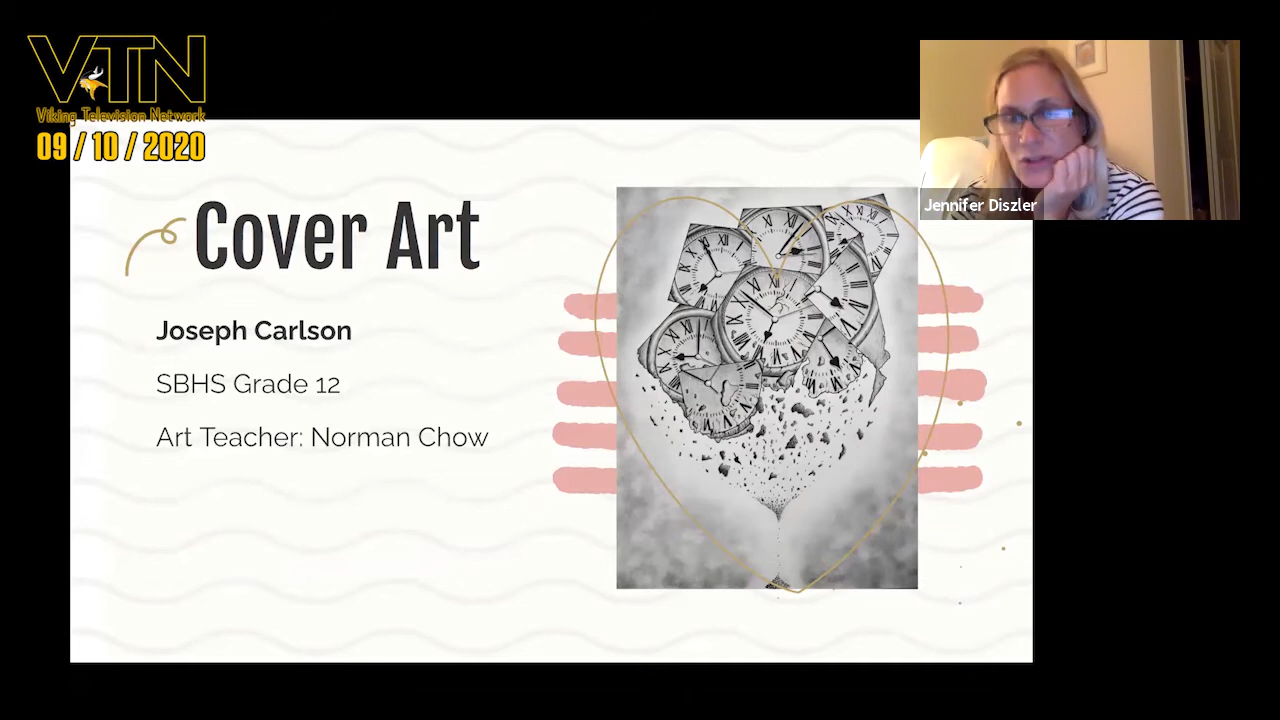 VTN
Viking Television Network
09 / 10 / 2020
Jennifer Diszler
Cover Art
Joseph Carlson
SBHS Grade 12
Art Teacher: Norman Chow